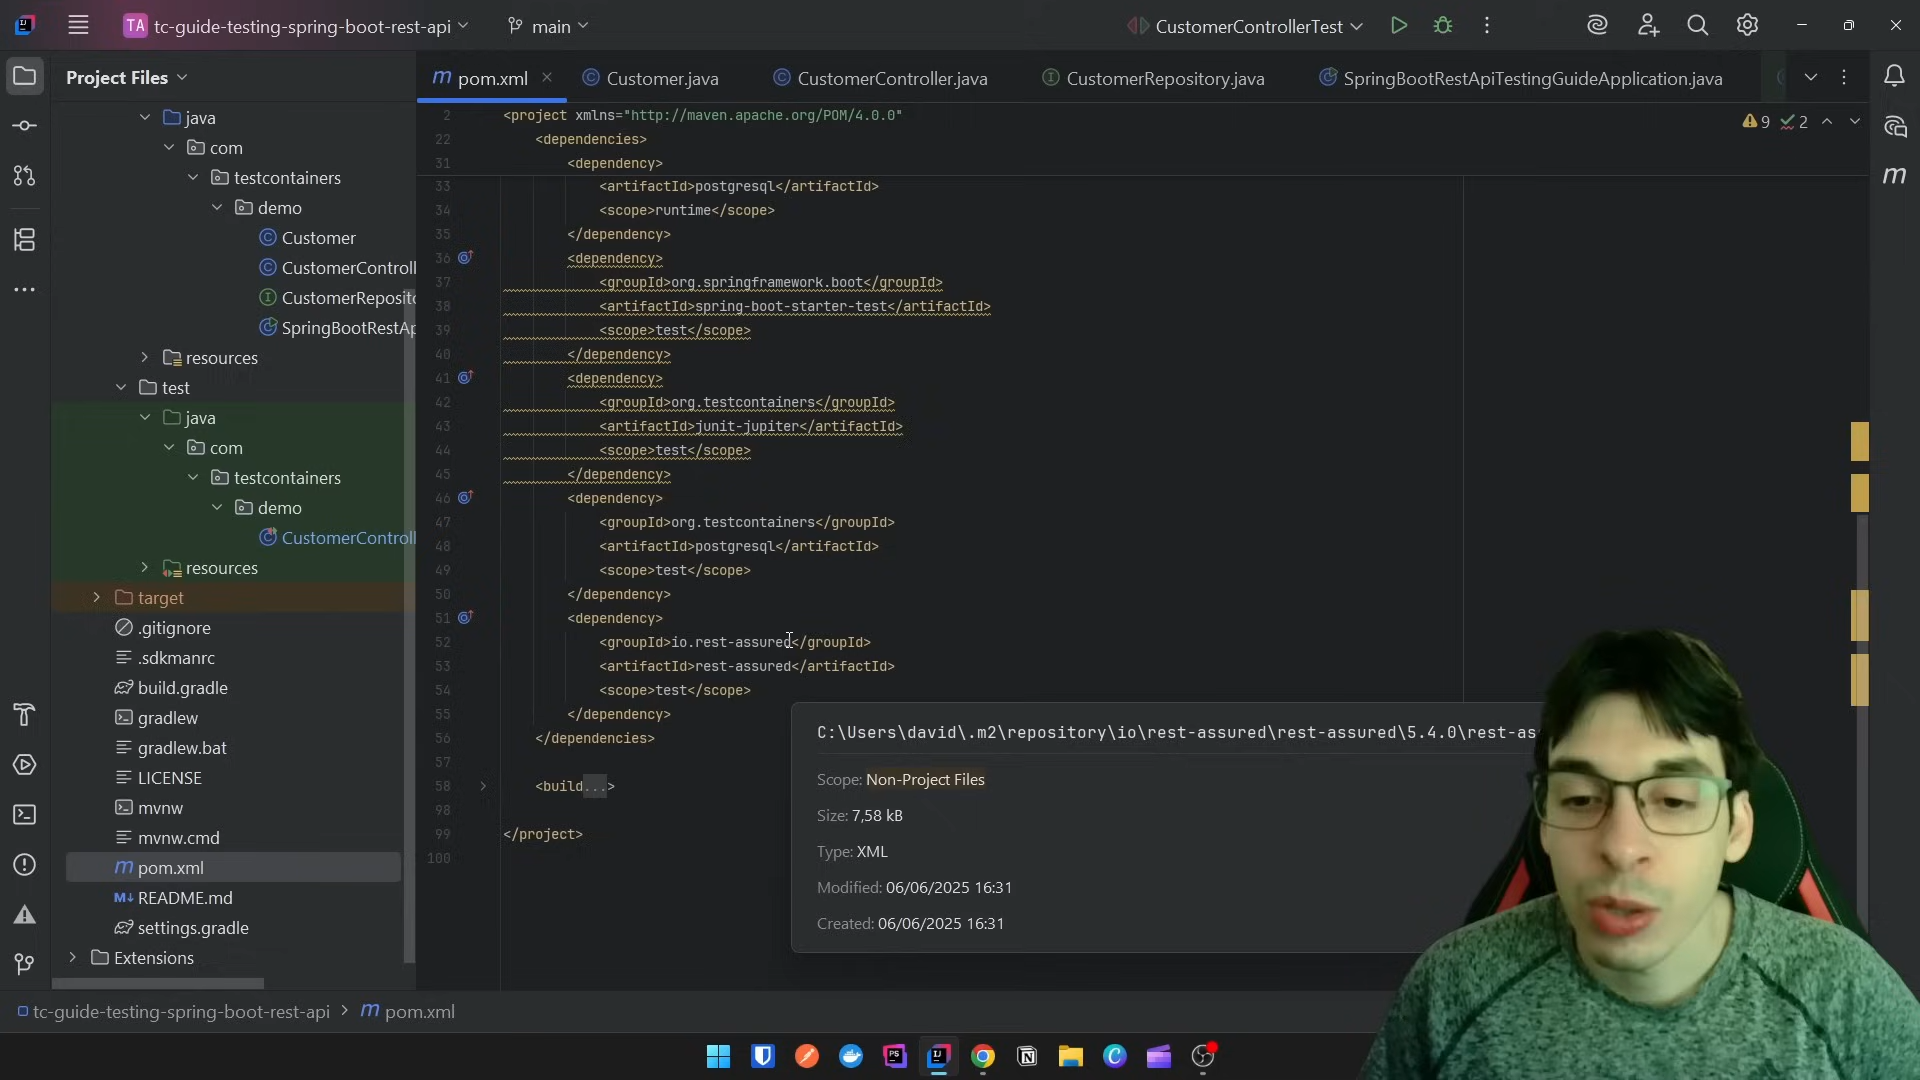 TA tc-guide-testing-spring-boot-rest-api
main
CustomerControllerTest
Project Files
m pom.xml
Customer.java
CustomerController.java
CustomerRepository.java
SpringBootRestApiTestingGuideApplication.java
9
2
java
com
testcontainers
demo
Customer
CustomerControll
CustomerReposito
SpringBootRestAp
resources
test
java
com
testcontainers
demo
CustomerControll
resources
target
.gitignore
.sdkmanrc
build.gradle
gradlew
gradlew.bat
LICENSE
mvnw
mvnw.cmd
m pom.xml
M↓ README.md
settings.gradle
Extensions
2 <project xmlns="http://maven.apache.org/POM/4.0.0"
22 <dependencies>
31 <dependency>
33 <artifactId>postgresql</artifactId>
34 <scope>runtime</scope>
35 </dependency>
36 <dependency>
37 <groupId>org.springframework.boot</groupId>
38 <artifactId>spring-boot-starter-test</artifactId>
39 <scope>test</scope>
40 </dependency>
41 <dependency>
42 <groupId>org.testcontainers</groupId>
43 <artifactId>junit-jupiter</artifactId>
44 <scope>test</scope>
45 </dependency>
46 <dependency>
47 <groupId>org.testcontainers</groupId>
48 <artifactId>postgresql</artifactId>
49 <scope>test</scope>
50 </dependency>
51 <dependency>
52 <groupId>io.rest-assured</groupId>
53 <artifactId>rest-assured</artifactId>
54 <scope>test</scope>
55 </dependency>
56 </dependencies>
57
58 <build...>
98
99 </project>
100
C:\Users\david\.m2\repository\io\rest-assured\rest-assured\5.4.0\rest-as
Scope: Non-Project Files
Size: 7,58 kB
Type: XML
Modified: 06/06/2025 16:31
Created: 06/06/2025 16:31
m
tc-guide-testing-spring-boot-rest-api > m pom.xml
PS
IJ
N
C